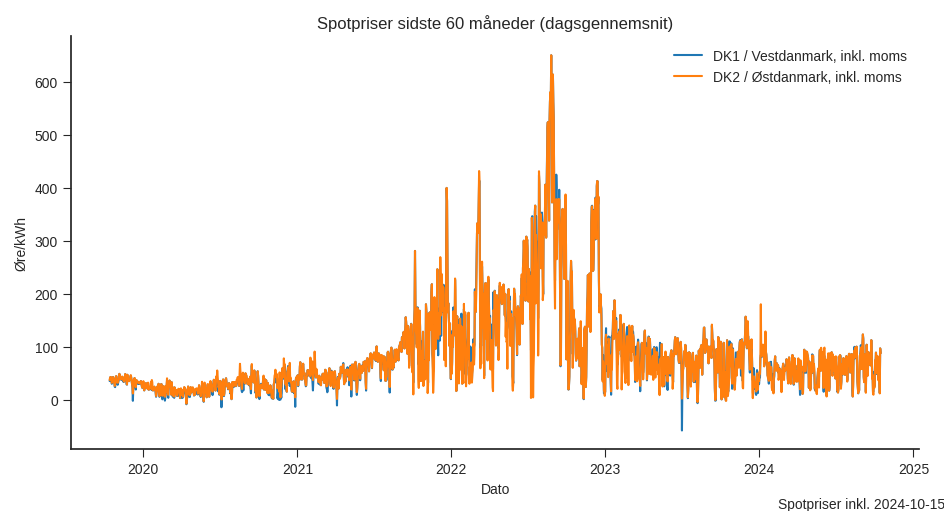 Spotpriser sidste 60 måneder (dagsgennemsnit)
DK1 / Vestdanmark, inkl. moms
DK2 / Østdanmark, inkl. moms
600
500
400
300
200
100
0
Øre/kWh
2020
2021
2022
2023
2024
2025
Dato
Spotpriser inkl. 2024-10-15